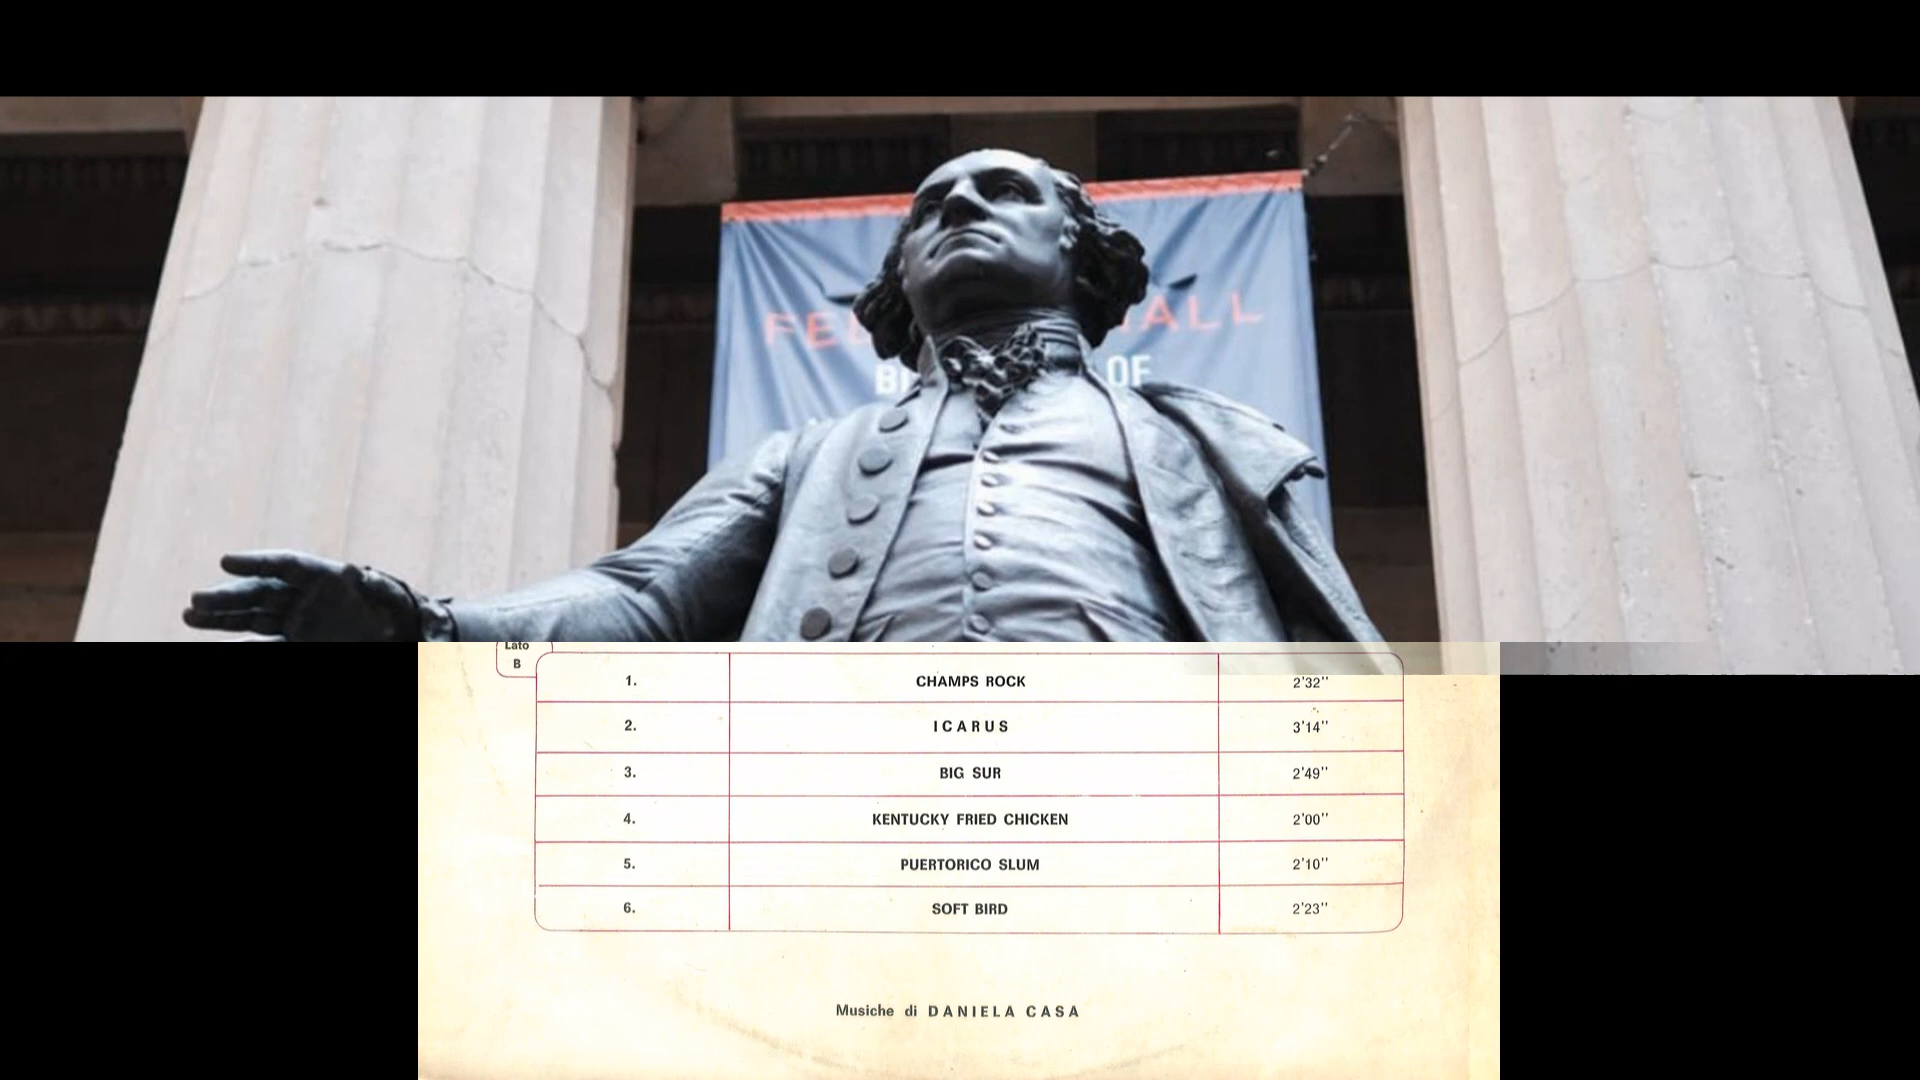 FE ALL
B OF
Lato
B
1. CHAMPS ROCK 2'32''
2. ICARUS 3'14''
3. BIG SUR 2'49''
4. KENTUCKY FRIED CHICKEN 2'00''
5. PUERTORICO SLUM 2'10''
6. SOFT BIRD 2'23''
Musiche di DANIELA CASA